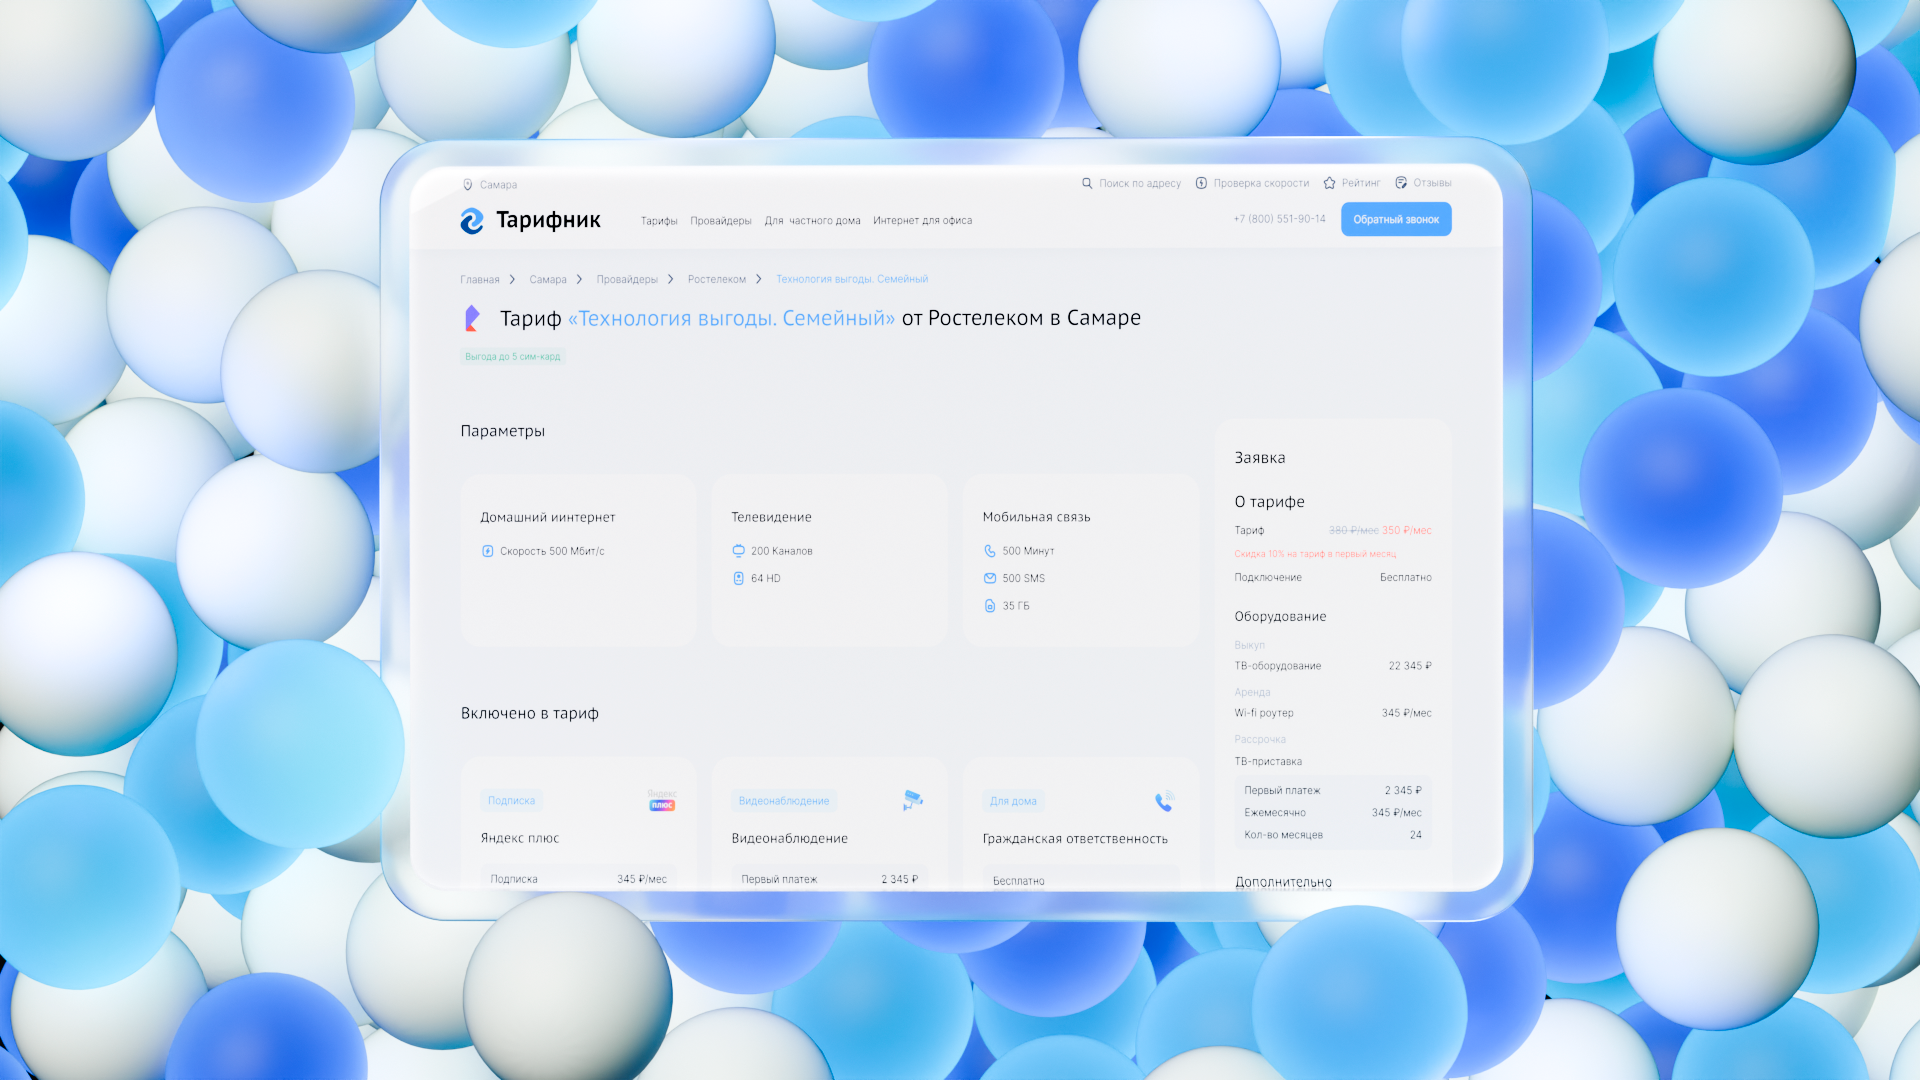 Самара
Поиск по адресу Проверка скорости Рейтинг Отзывы
Тарифник
Тарифы Провайдеры Для частного дома Интернет для офиса
+7 (800) 551-90-14
Обратный звонок
Главная > Самара > Провайдеры > Ростелеком > Технология выгоды. Семейный
Тариф «Технология выгоды. Семейный» от Ростелеком в Самаре
Выгода до 5 сим-кард
Параметры
Домашний иинтернет
Скорость 500 Мбит/с
Телевидение
200 Каналов
64 HD
Мобильная связь
500 Минут
500 SMS
35 ГБ
Включено в тариф
Подписка
Яндекс
плюс
Яндекс плюс
Подписка 345 ₽/мес
Видеонаблюдение
Видеонаблюдение
Первый платеж 2 345 ₽
Для дома
Гражданская ответственность
Бесплатно
Заявка
О тарифе
Тариф 380 ₽/мес 350 ₽/мес
Скидка 10% на тариф в первый месяц
Подключение Бесплатно
Оборудование
Выкуп
ТВ-оборудование 22 345 ₽
Аренда
Wi-fi роутер 345 ₽/мес
Рассрочка
ТВ-приставка
Первый платеж 2 345 ₽
Ежемесячно 345 ₽/мес
Кол-во месяцев 24
Дополнительно